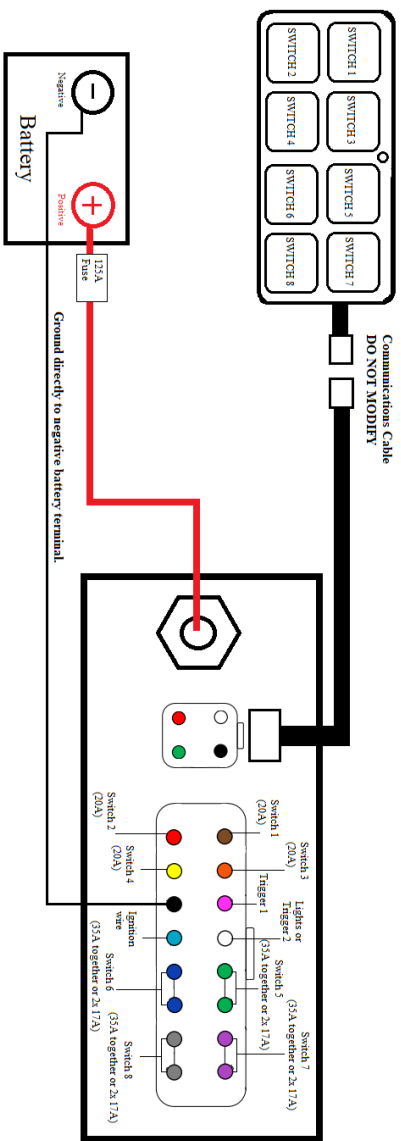 SWITCH 1
SWITCH 3
SWITCH 5
SWITCH 7
SWITCH 2
SWITCH 4
SWITCH 6
SWITCH 8
Communications Cable
DO NOT MODIFY
−
Negative
+
Positive
Battery
125A
Fuse
Ground directly to negative battery terminal.
Switch 1
(20A)
Switch 3
(20A)
Trigger 1
Lights or
Trigger 2
Switch 5
(35A together or 2x 17A)
Switch 7
(35A together or 2x 17A)
Switch 2
(20A)
Switch 4
(20A)
Ignition
wire
Switch 6
(35A together or 2x 17A)
Switch 8
(35A together or 2x 17A)